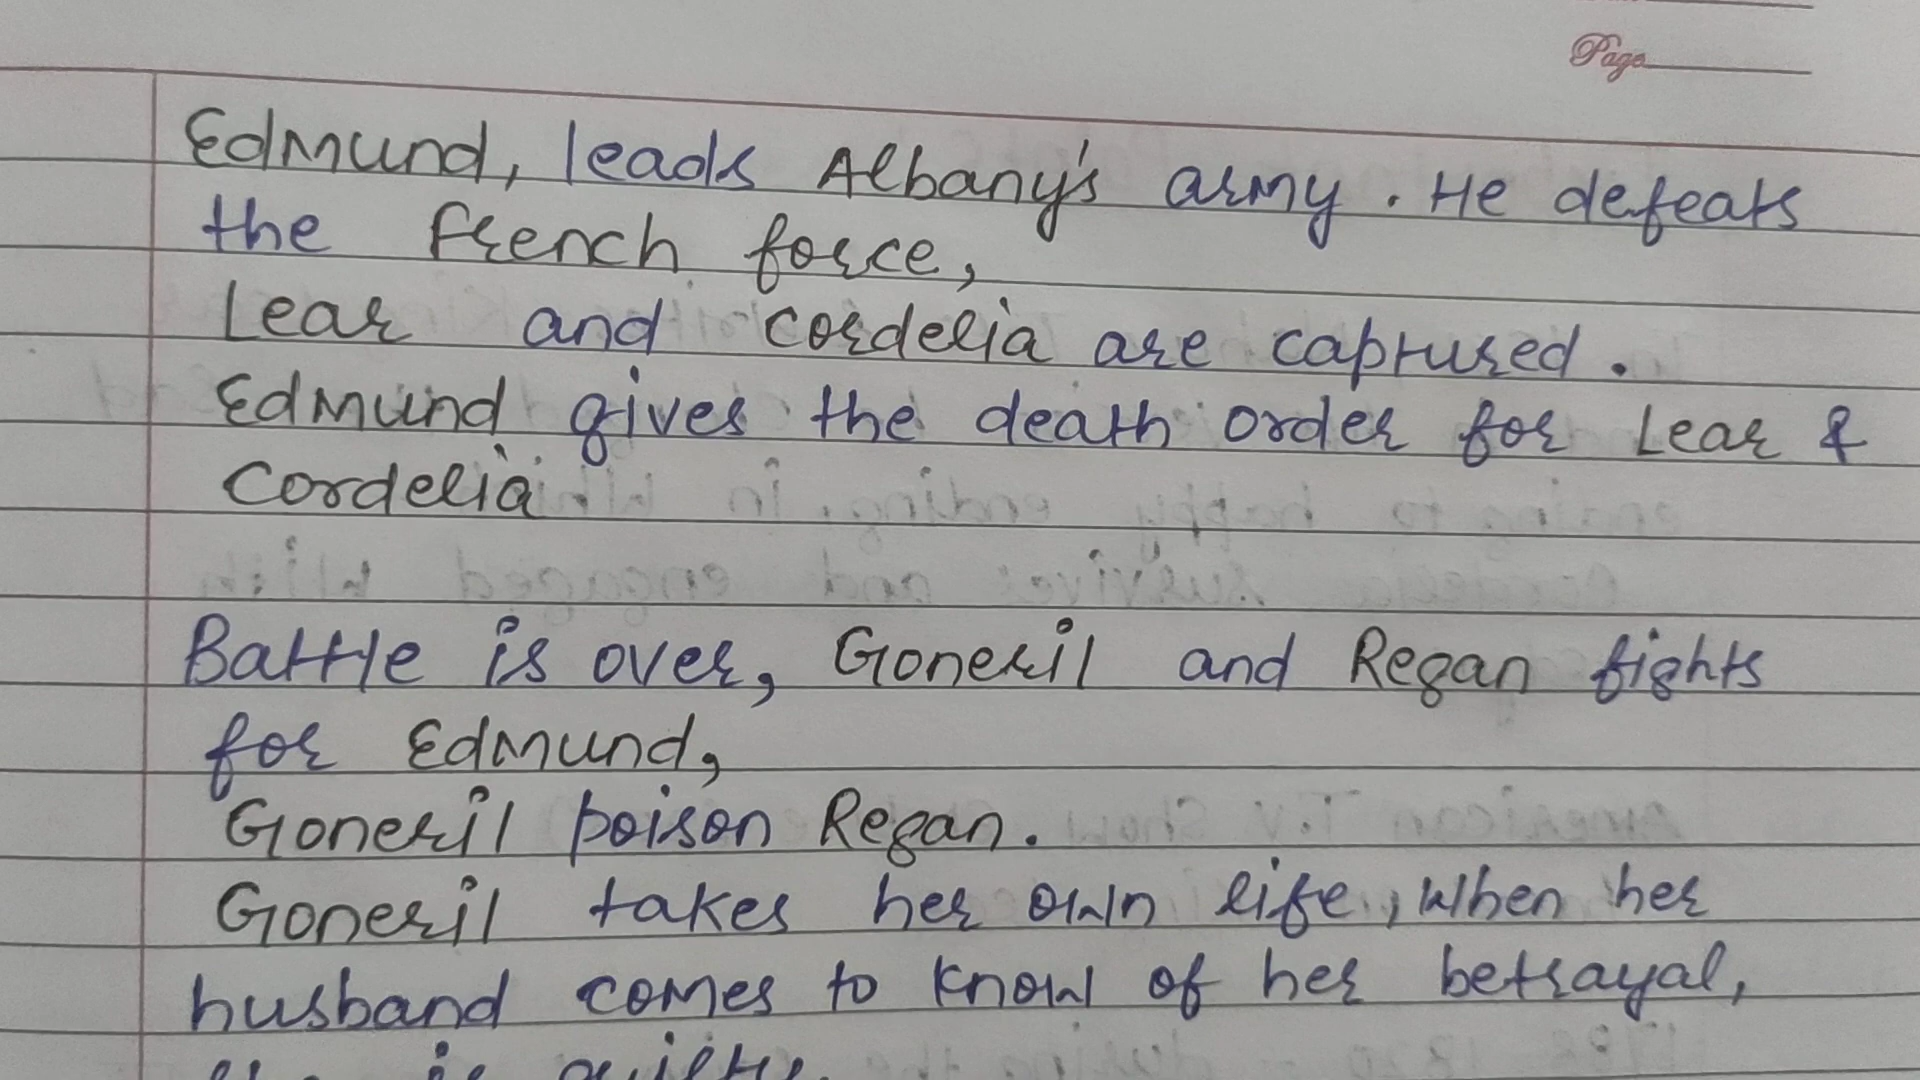 Page
Edmund, leads Albany's army. He defeats
the French force,
Lear and Cordelia are captured.
Edmund gives the death order for Lear &
Cordelia
Battle is over, Goneril and Regan fights
for Edmund,
Goneril poison Regan.
Goneril takes her own life, when her
husband comes to know of her betrayal,
is guilty.